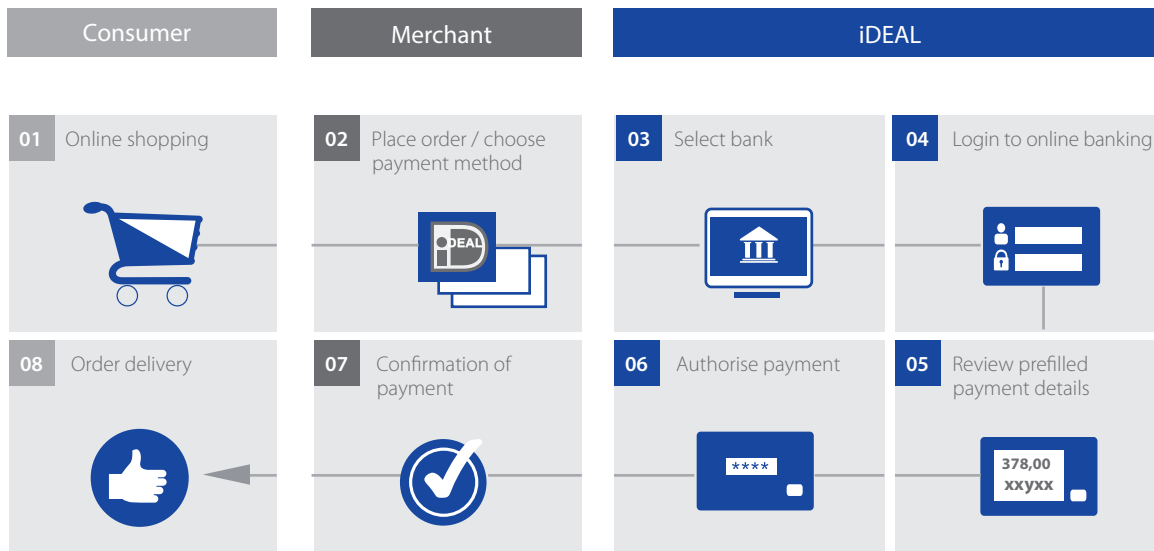 Consumer
Merchant
iDEAL
01 Online shopping
02 Place order / choose
payment method
iDEAL
03 Select bank
04 Login to online banking
08 Order delivery
07 Confirmation of
payment
06 Authorise payment
****
05 Review prefilled
payment details
378,00
xxyxx